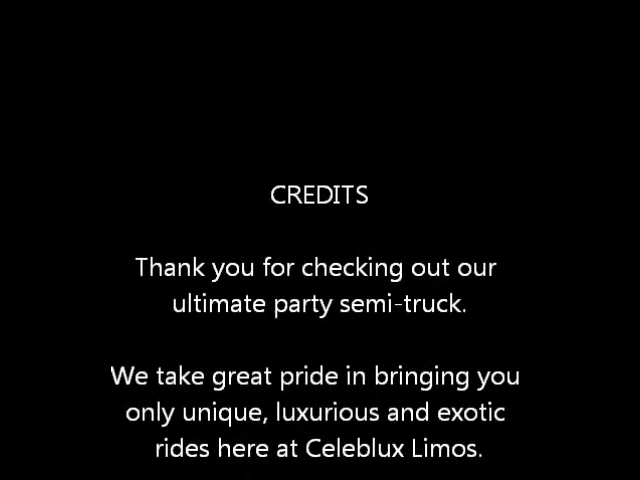 CREDITS
Thank you for checking out our
ultimate party semi-truck.
We take great pride in bringing you
only unique, luxurious and exotic
rides here at Celeblux Limos.